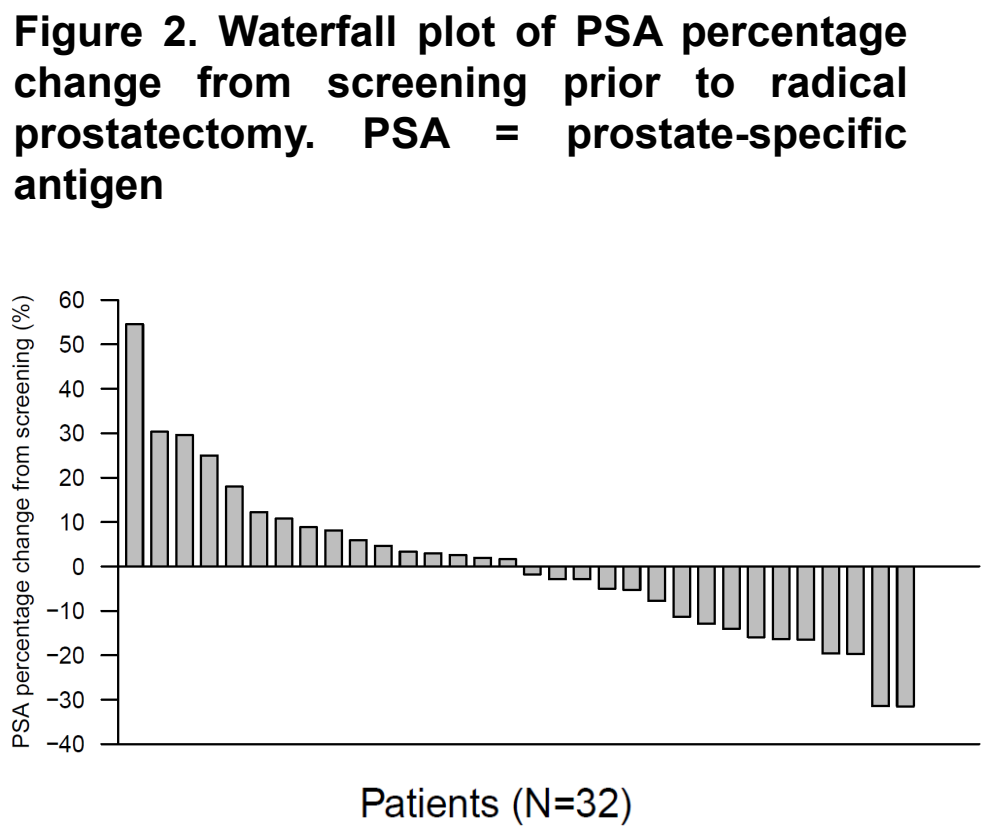 Figure 2. Waterfall plot of PSA percentage
change from screening prior to radical
prostatectomy. PSA = prostate-specific
antigen
PSA percentage change from screening (%)
60
50
40
30
20
10
0
−10
−20
−30
−40
Patients (N=32)